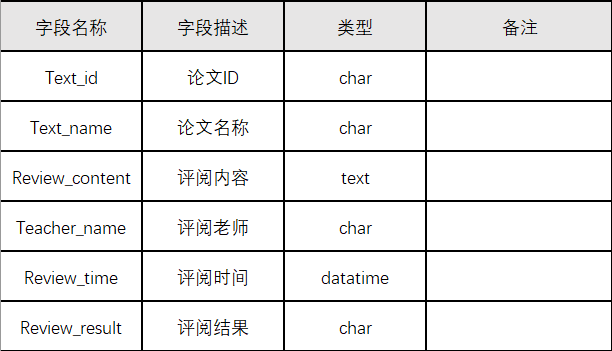 字段名称 字段描述 类型 备注
Text_id 论文ID char
Text_name 论文名称 char
Review_content 评阅内容 text
Teacher_name 评阅老师 char
Review_time 评阅时间 datatime
Review_result 评阅结果 char